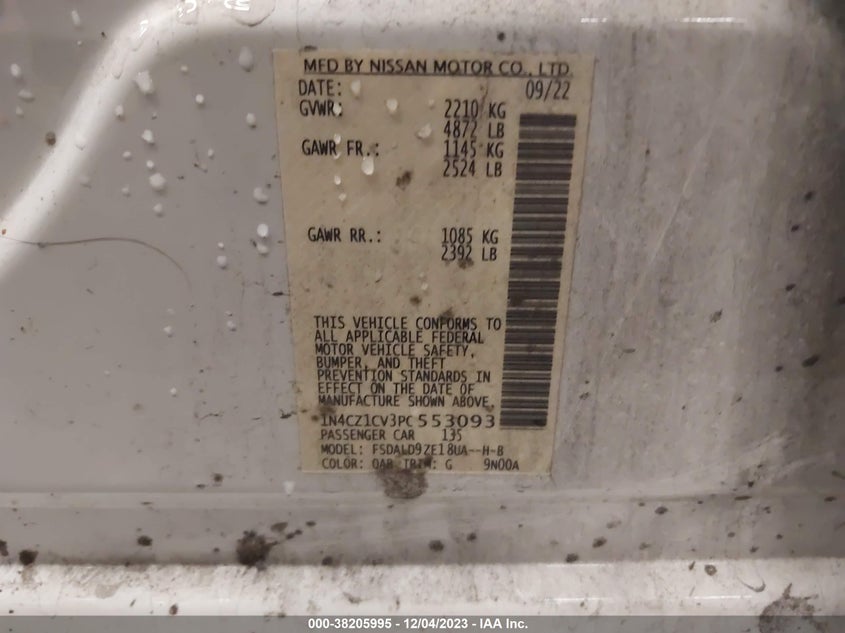 MFD BY NISSAN MOTOR CO., LTD.
DATE: 09/22
GVWR: 2210 KG
4872 LB
GAWR FR.: 1145 KG
2524 LB
GAWR RR.: 1085 KG
2392 LB
THIS VEHICLE CONFORMS TO
ALL APPLICABLE FEDERAL
MOTOR VEHICLE SAFETY,
BUMPER, AND THEFT
PREVENTION STANDARDS IN
EFFECT ON THE DATE OF
MANUFACTURE SHOWN ABOVE.
1N4CZ1CV3PC553093
PASSENGER CAR 135
MODEL: FSDALD9ZE18UA--H-B
COLOR: QAB TRIM: G 9N00A
000-38205995 - 12/04/2023 - IAA Inc.